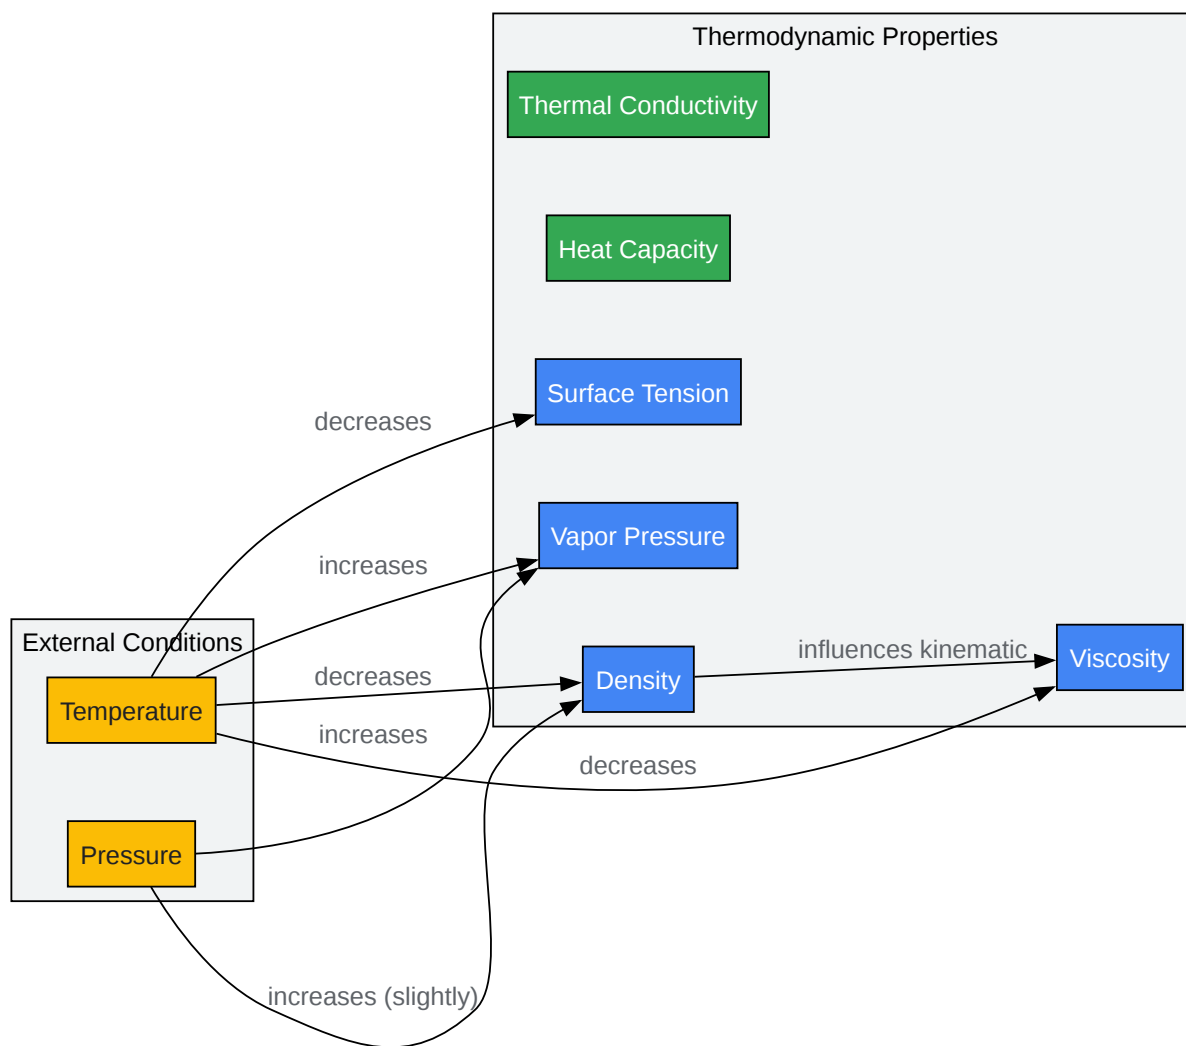 Thermodynamic Properties
Thermal Conductivity
Heat Capacity
Surface Tension
decreases
Vapor Pressure
increases
External Conditions
influences kinematic
Viscosity
decreases
Density
Temperature
increases
decreases
Pressure
increases (slightly)